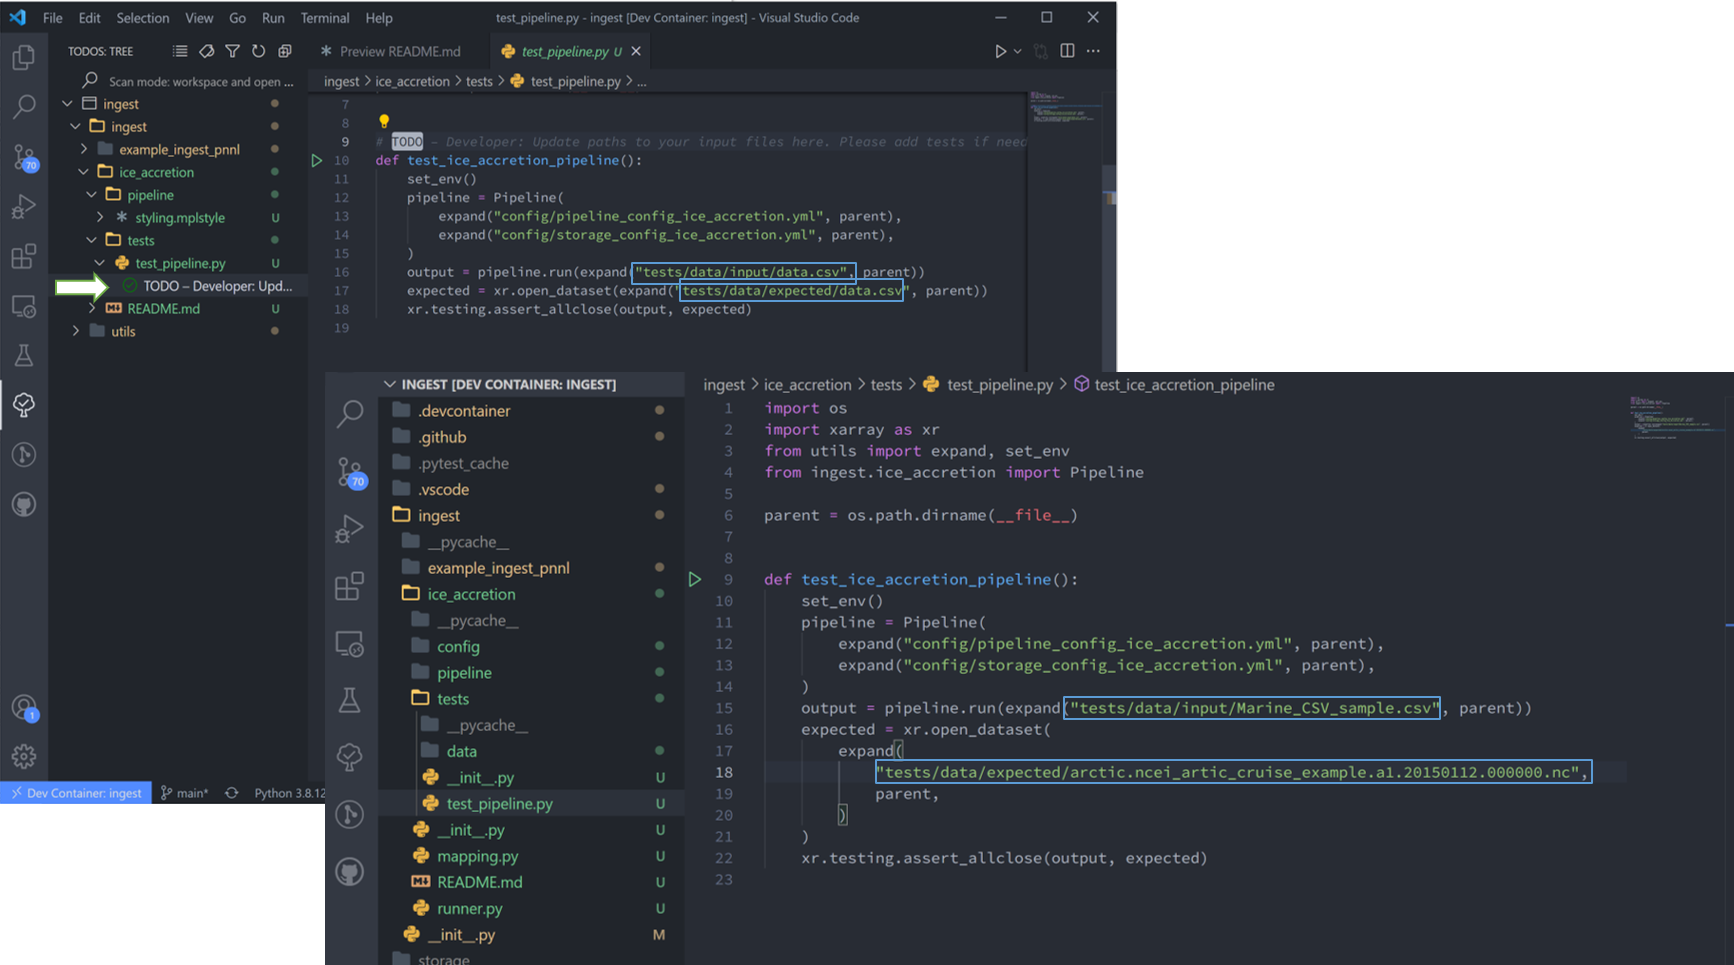 File Edit Selection View Go Run Terminal Help
test_pipeline.py - ingest [Dev Container: ingest] - Visual Studio Code
TODOS: TREE
Preview README.md
test_pipeline.py U
Scan mode: workspace and open ...
ingest
ingest
example_ingest_pnnl
ice_accretion
pipeline
styling.mplstyle U
tests
test_pipeline.py U
TODO – Developer: Upd...
README.md U
utils
70
1
Dev Container: ingest
main*
Python 3.8.12
ingest > ice_accretion > tests > test_pipeline.py > ...
7
8
9 # TODO – Developer: Update paths to your input files here. Please add tests if need
10 def test_ice_accretion_pipeline():
11 set_env()
12 pipeline = Pipeline(
13 expand("config/pipeline_config_ice_accretion.yml", parent),
14 expand("config/storage_config_ice_accretion.yml", parent),
15 )
16 output = pipeline.run(expand("tests/data/input/data.csv", parent))
17 expected = xr.open_dataset(expand("tests/data/expected/data.csv", parent))
18 xr.testing.assert_allclose(output, expected)
19
INGEST [DEV CONTAINER: INGEST]
.devcontainer
.github
.pytest_cache
.vscode
ingest
__pycache__
example_ingest_pnnl
ice_accretion
__pycache__
config
pipeline
tests
__pycache__
data
__init__.py U
test_pipeline.py U
__init__.py U
mapping.py U
README.md U
runner.py U
__init__.py M
storage
70
ingest > ice_accretion > tests > test_pipeline.py > test_ice_accretion_pipeline
1 import os
2 import xarray as xr
3 from utils import expand, set_env
4 from ingest.ice_accretion import Pipeline
5
6 parent = os.path.dirname(__file__)
7
8
9 def test_ice_accretion_pipeline():
10 set_env()
11 pipeline = Pipeline(
12 expand("config/pipeline_config_ice_accretion.yml", parent),
13 expand("config/storage_config_ice_accretion.yml", parent),
14 )
15 output = pipeline.run(expand("tests/data/input/Marine_CSV_sample.csv", parent))
16 expected = xr.open_dataset(
17 expand(
18 "tests/data/expected/arctic.ncei_artic_cruise_example.a1.20150112.000000.nc",
19 parent,
20 )
21 )
22 xr.testing.assert_allclose(output, expected)
23